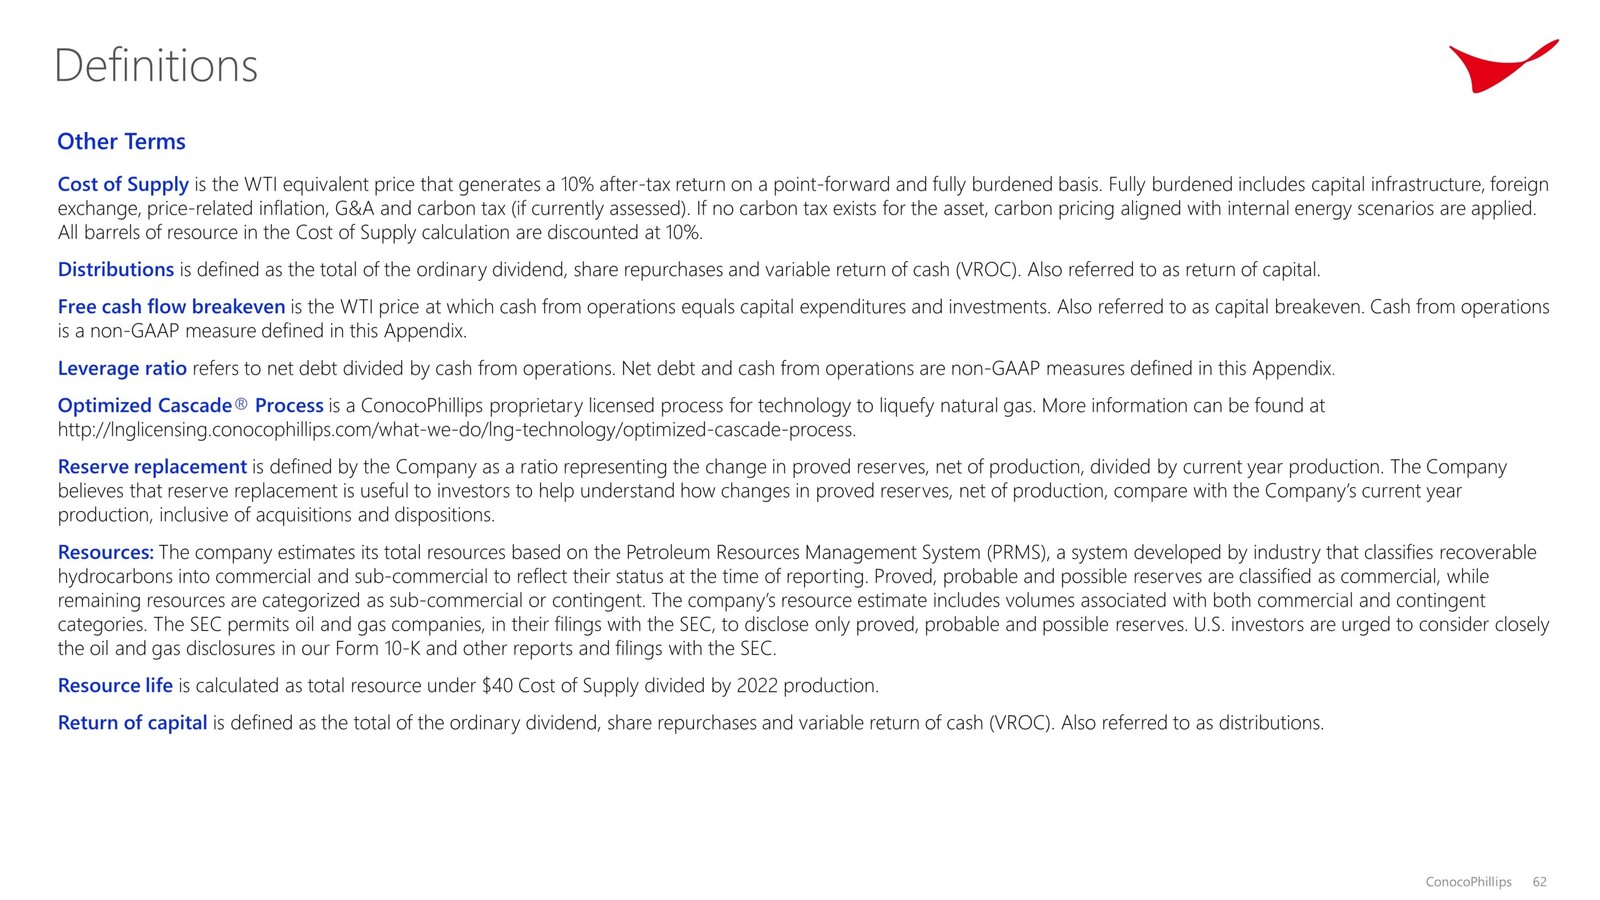 Definitions
Other Terms
Cost of Supply is the WTI equivalent price that generates a 10% after-tax return on a point-forward and fully burdened basis. Fully burdened includes capital infrastructure, foreign
exchange, price-related inflation, G&A and carbon tax (if currently assessed). If no carbon tax exists for the asset, carbon pricing aligned with internal energy scenarios are applied.
All barrels of resource in the Cost of Supply calculation are discounted at 10%.
Distributions is defined as the total of the ordinary dividend, share repurchases and variable return of cash (VROC). Also referred to as return of capital.
Free cash flow breakeven is the WTI price at which cash from operations equals capital expenditures and investments. Also referred to as capital breakeven. Cash from operations
is a non-GAAP measure defined in this Appendix.
Leverage ratio refers to net debt divided by cash from operations. Net debt and cash from operations are non-GAAP measures defined in this Appendix.
Optimized Cascade® Process is a ConocoPhillips proprietary licensed process for technology to liquefy natural gas. More information can be found at
http://lnglicensing.conocophillips.com/what-we-do/lng-technology/optimized-cascade-process.
Reserve replacement is defined by the Company as a ratio representing the change in proved reserves, net of production, divided by current year production. The Company
believes that reserve replacement is useful to investors to help understand how changes in proved reserves, net of production, compare with the Company’s current year
production, inclusive of acquisitions and dispositions.
Resources: The company estimates its total resources based on the Petroleum Resources Management System (PRMS), a system developed by industry that classifies recoverable
hydrocarbons into commercial and sub-commercial to reflect their status at the time of reporting. Proved, probable and possible reserves are classified as commercial, while
remaining resources are categorized as sub-commercial or contingent. The company’s resource estimate includes volumes associated with both commercial and contingent
categories. The SEC permits oil and gas companies, in their filings with the SEC, to disclose only proved, probable and possible reserves. U.S. investors are urged to consider closely
the oil and gas disclosures in our Form 10-K and other reports and filings with the SEC.
Resource life is calculated as total resource under $40 Cost of Supply divided by 2022 production.
Return of capital is defined as the total of the ordinary dividend, share repurchases and variable return of cash (VROC). Also referred to as distributions.
ConocoPhillips 62